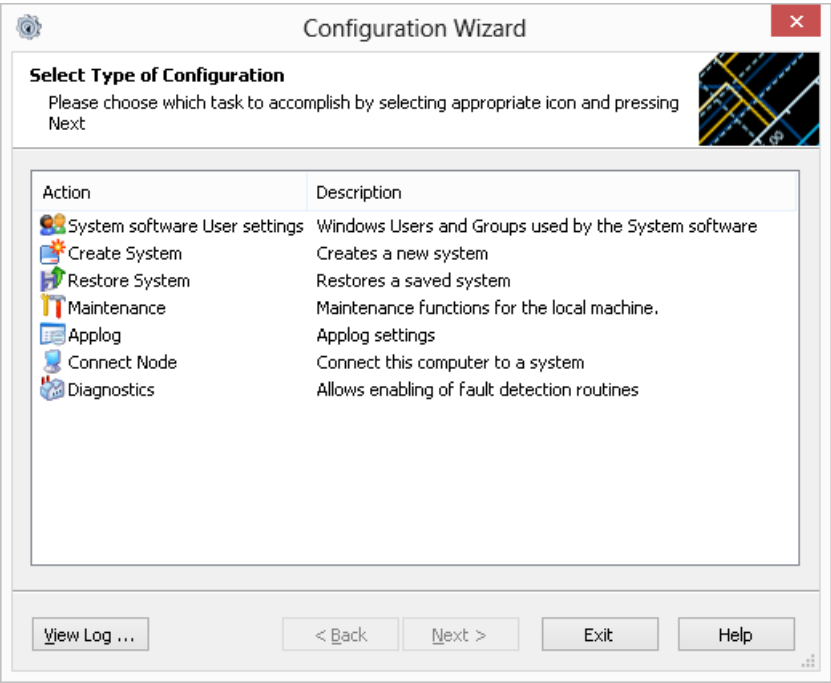 Configuration Wizard
Select Type of Configuration
Please choose which task to accomplish by selecting appropriate icon and pressing
Next
00
Action Description
System software User settings Windows Users and Groups used by the System software
Create System Creates a new system
Restore System Restores a saved system
Maintenance Maintenance functions for the local machine.
Applog Applog settings
Connect Node Connect this computer to a system
Diagnostics Allows enabling of fault detection routines
View Log ... < Back Next > Exit Help